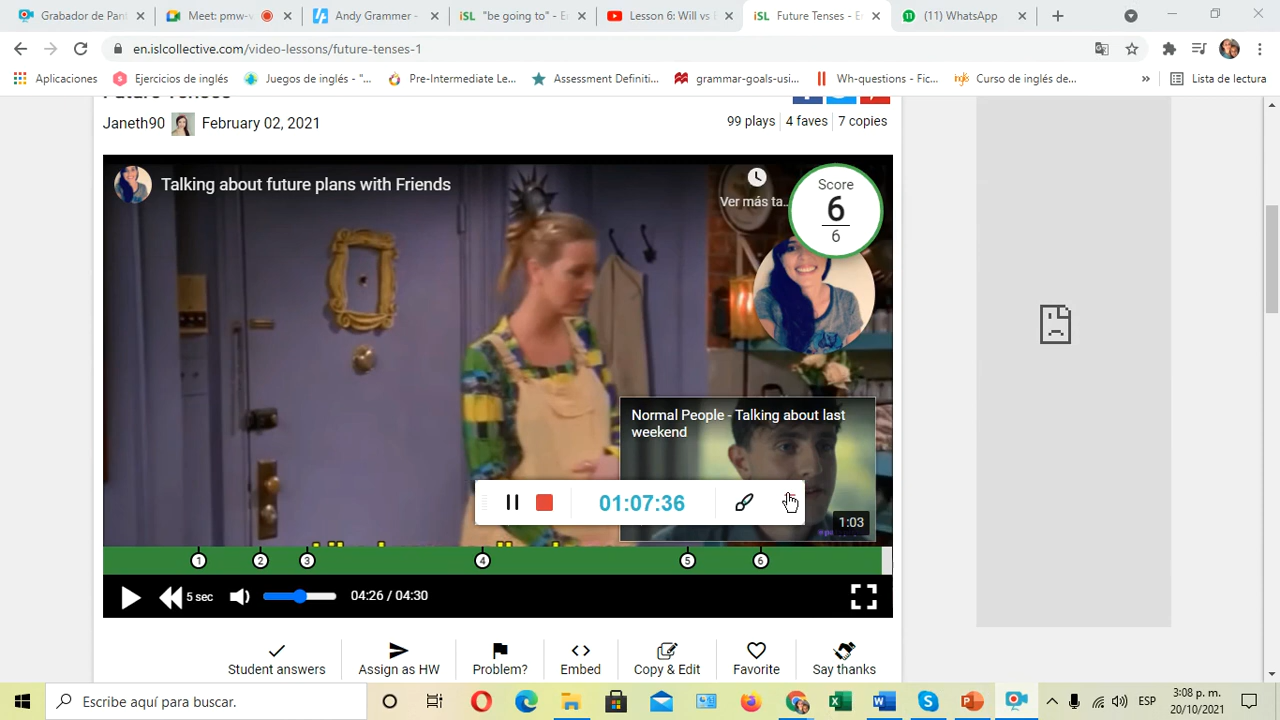 Grabador de Pant
Meet: pmw-v
Andy Grammer -
iSL "be going to" - E
Lesson 6: Will vs
iSL Future Tenses - E
(11) WhatsApp
en.islcollective.com/video-lessons/future-tenses-1
Aplicaciones
Ejercicios de inglés
Juegos de inglés - "...
Pre-Intermediate Le...
Assessment Definiti...
grammar-goals-usi...
Wh-questions - Fic...
Curso de inglés de...
»
Lista de lectura
Future Tenses
Janeth90 February 02, 2021
99 plays 4 faves 7 copies
Talking about future plans with Friends
Ver más ta...
Score
6
6
Normal People - Talking about last
weekend
01:07:36
1:03
1 2 3 4 5 6
5 sec 04:26 / 04:30
Student answers
Assign as HW
Problem?
Embed
Copy & Edit
Favorite
Say thanks
Escribe aquí para buscar.
ESP
3:08 p. m.
20/10/2021